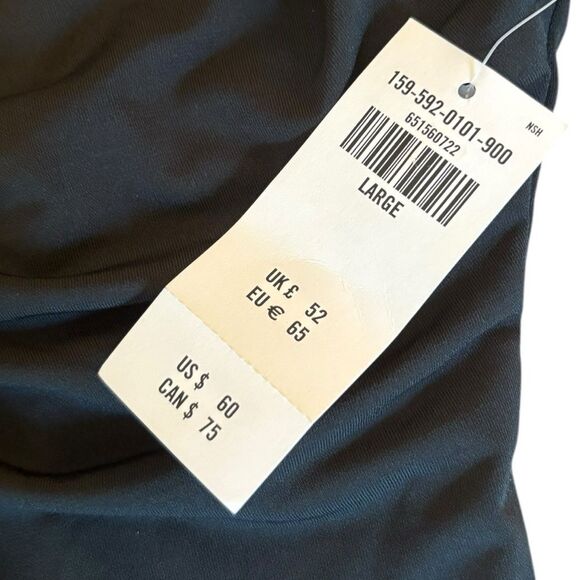 NSH
159-592-0101-900
651560722
LARGE
UK £ 52
EU € 65
US $ 60
CAN $ 75